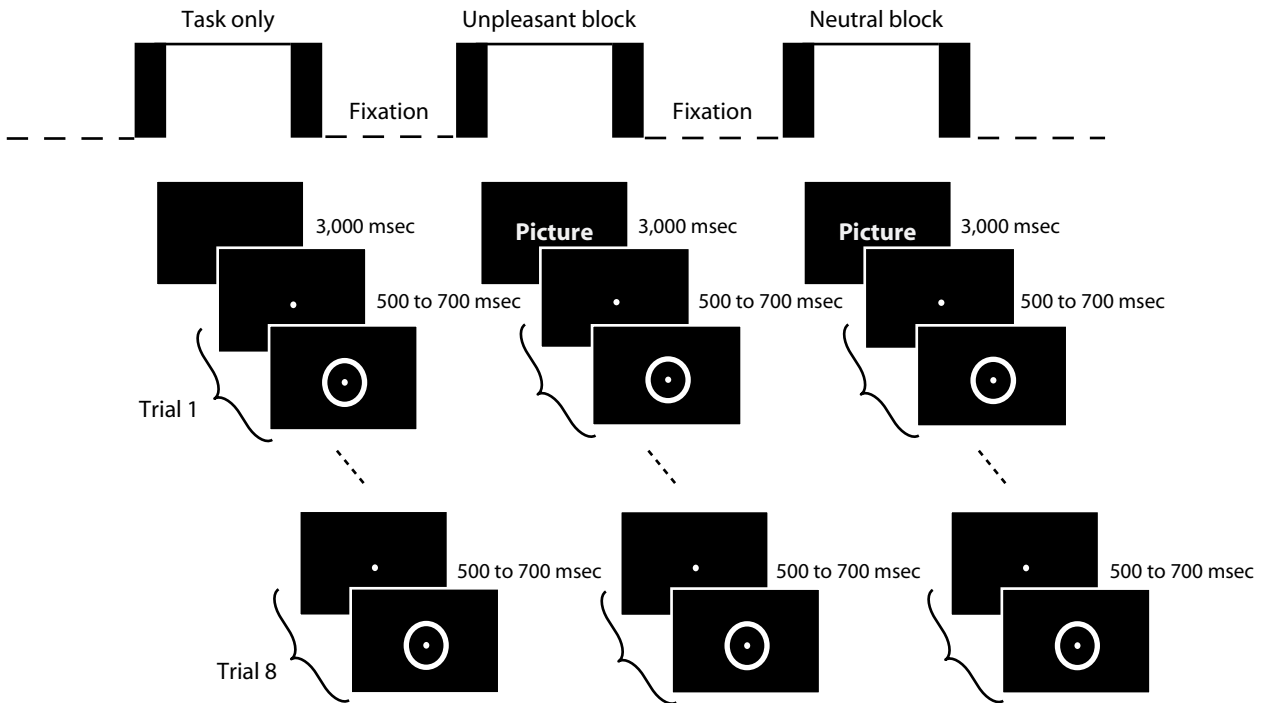 Task only
Unpleasant block
Neutral block
Fixation
Fixation
Picture
Picture
3,000 msec
3,000 msec
3,000 msec
500 to 700 msec
500 to 700 msec
500 to 700 msec
Trial 1
500 to 700 msec
500 to 700 msec
500 to 700 msec
Trial 8